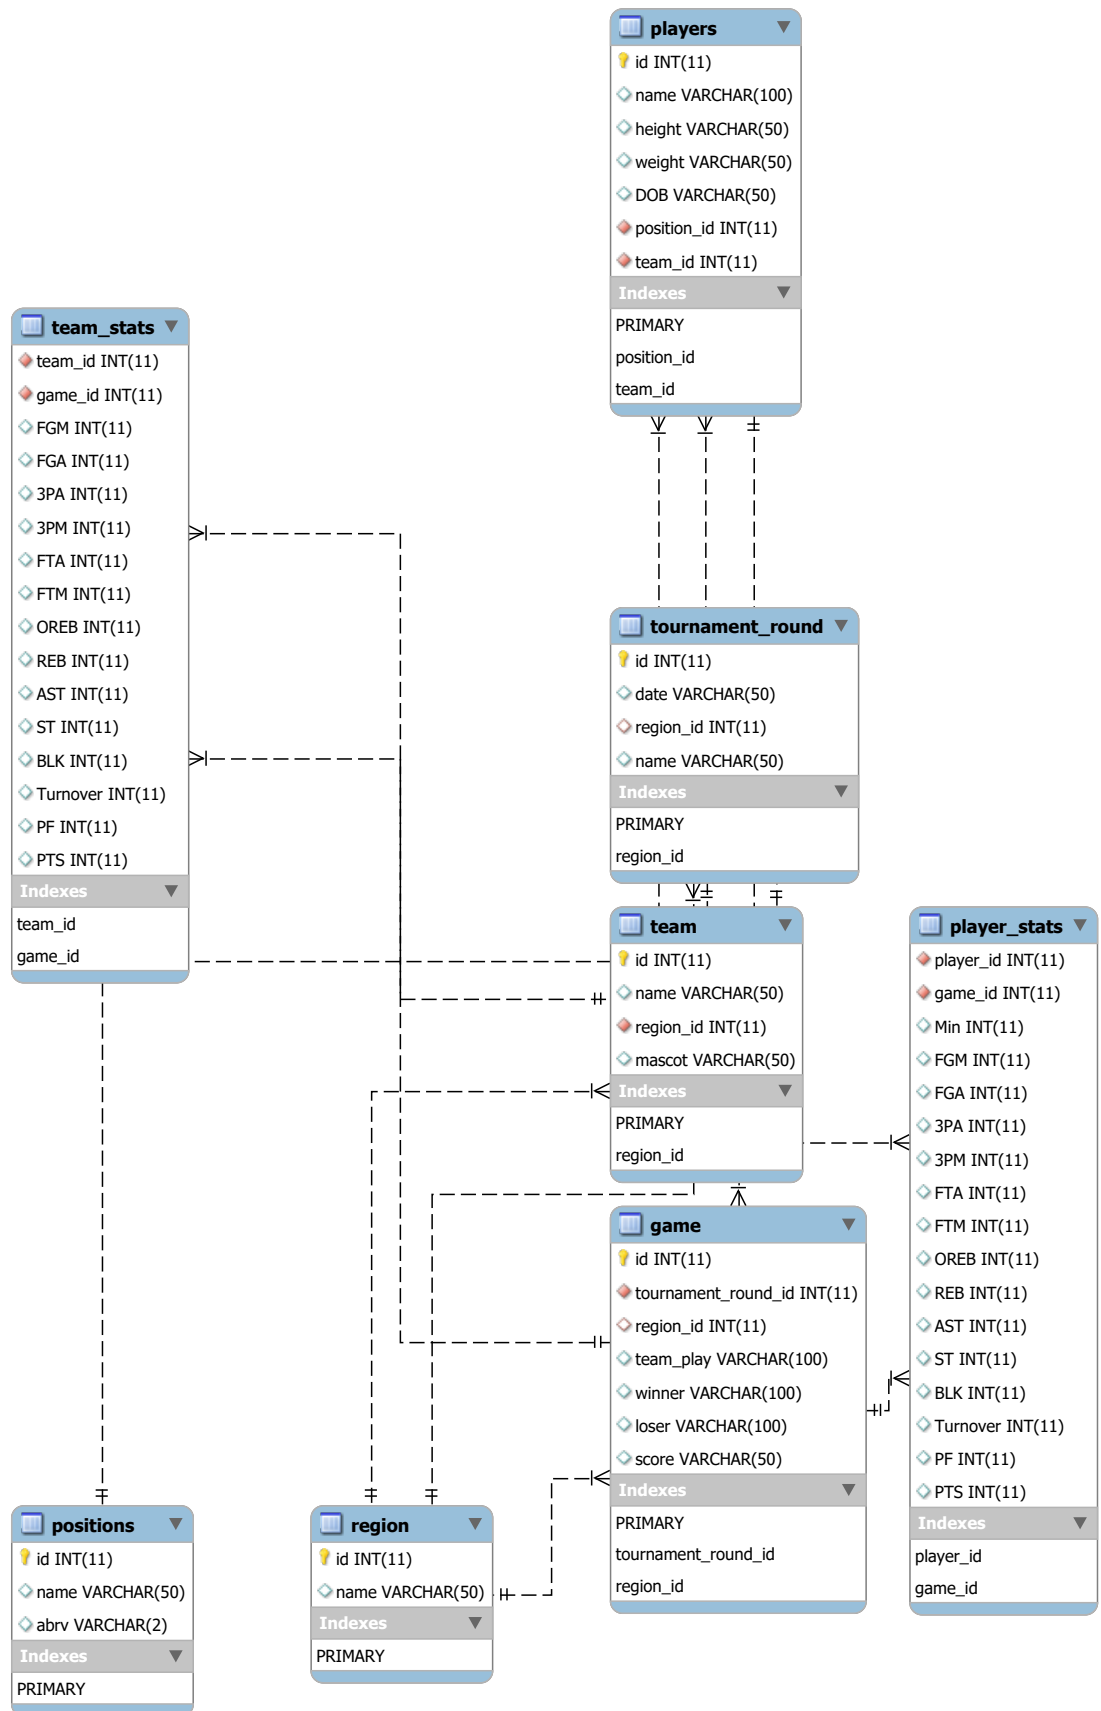 players
id INT(11)
name VARCHAR(100)
height VARCHAR(50)
weight VARCHAR(50)
DOB VARCHAR(50)
position_id INT(11)
team_id INT(11)
Indexes
PRIMARY
position_id
team_id
team_stats
team_id INT(11)
game_id INT(11)
FGM INT(11)
FGA INT(11)
3PA INT(11)
3PM INT(11)
FTA INT(11)
FTM INT(11)
OREB INT(11)
REB INT(11)
AST INT(11)
ST INT(11)
BLK INT(11)
Turnover INT(11)
PF INT(11)
PTS INT(11)
Indexes
team_id
game_id
tournament_round
id INT(11)
date VARCHAR(50)
region_id INT(11)
name VARCHAR(50)
Indexes
PRIMARY
region_id
team
id INT(11)
name VARCHAR(50)
region_id INT(11)
mascot VARCHAR(50)
Indexes
PRIMARY
region_id
player_stats
player_id INT(11)
game_id INT(11)
Min INT(11)
FGM INT(11)
FGA INT(11)
3PA INT(11)
3PM INT(11)
FTA INT(11)
FTM INT(11)
OREB INT(11)
REB INT(11)
AST INT(11)
ST INT(11)
BLK INT(11)
Turnover INT(11)
PF INT(11)
PTS INT(11)
Indexes
player_id
game_id
game
id INT(11)
tournament_round_id INT(11)
region_id INT(11)
team_play VARCHAR(100)
winner VARCHAR(100)
loser VARCHAR(100)
score VARCHAR(50)
Indexes
PRIMARY
tournament_round_id
region_id
positions
id INT(11)
name VARCHAR(50)
abrv VARCHAR(2)
Indexes
PRIMARY
region
id INT(11)
name VARCHAR(50)
Indexes
PRIMARY